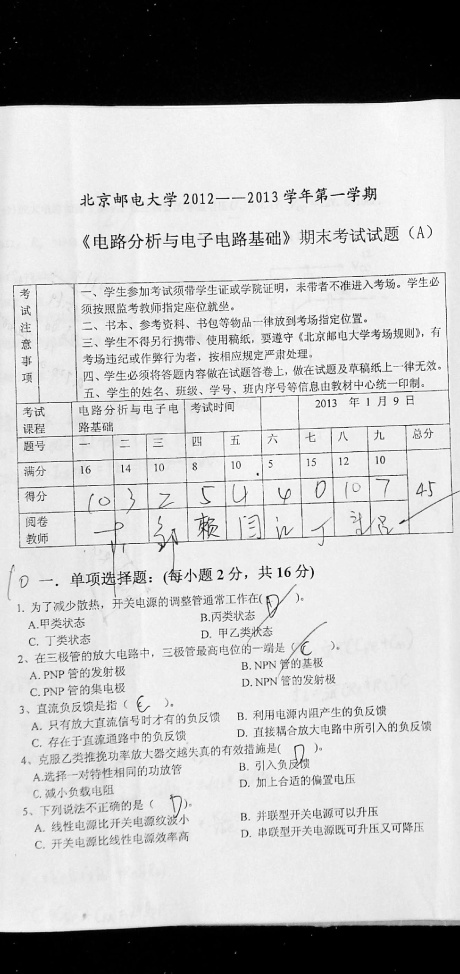 北京邮电大学 2012——2013 学年第一学期
《电路分析与电子电路基础》期末考试试题（A）
考试注意事项
一、学生参加考试须带学生证或学院证明，未带者不准进入考场。学生必
须按照监考教师指定座位就坐。
二、书本、参考资料、书包等物品一律放到考场指定位置。
三、学生不得另行携带、使用稿纸，要遵守《北京邮电大学考场规则》，有
考场违纪或作弊行为者，按相应规定严肃处理。
四、学生必须将答题内容做在试题答卷上，做在试题及草稿纸上一律无效。
五、学生的姓名、班级、学号、班内序号等信息由教材中心统一印制。
考试课程 电路分析与电子电路基础 考试时间 2013 年 1 月 9 日
题号 一 二 三 四 五 六 七 八 九 总分
满分 16 14 10 8 10 5 15 12 10
得分 10 3 2 5 4 4 0 10 7 45
阅卷教师 邹 赖 闫 江 丁
10 一．单项选择题：(每小题 2 分，共 16 分)
1. 为了减少散热，开关电源的调整管通常工作在( D )。
A.甲类状态 B.丙类状态
C. 丁类状态 D. 甲乙类状态
2、在三极管的放大电路中，三极管最高电位的一端是（ C ）。
A. PNP 管的发射极 B. NPN 管的基极
C. PNP 管的集电极 D. NPN 管的发射极
3、直流负反馈是指（ C ）。
A. 只有放大直流信号时才有的负反馈 B. 利用电源内阻产生的负反馈
C. 存在于直流通路中的负反馈 D. 直接耦合放大电路中所引入的负反馈
4、克服乙类推挽功率放大器交越失真的有效措施是( D )。
A.选择一对特性相同的功放管 B. 引入负反馈
C. 减小负载电阻 D. 加上合适的偏置电压
5、下列说法不正确的是（ D ）。
A. 线性电源比开关电源纹波小 B. 并联型开关电源可以升压
C. 开关电源比线性电源效率高 D. 串联型开关电源既可升压又可降压